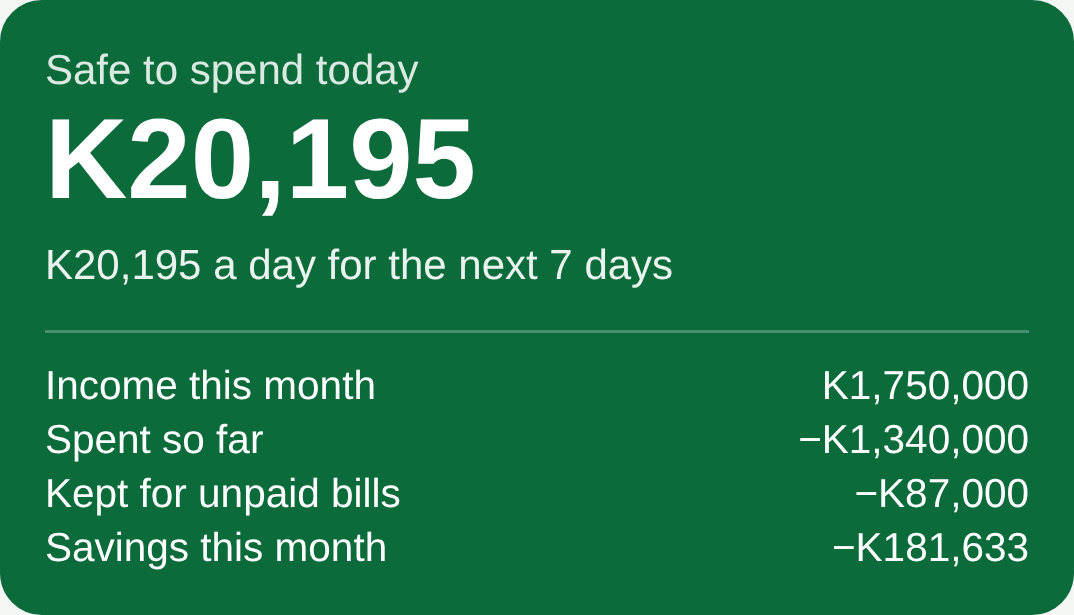 Safe to spend today
K20,195
K20,195 a day for the next 7 days
Income this month K1,750,000
Spent so far −K1,340,000
Kept for unpaid bills −K87,000
Savings this month −K181,633